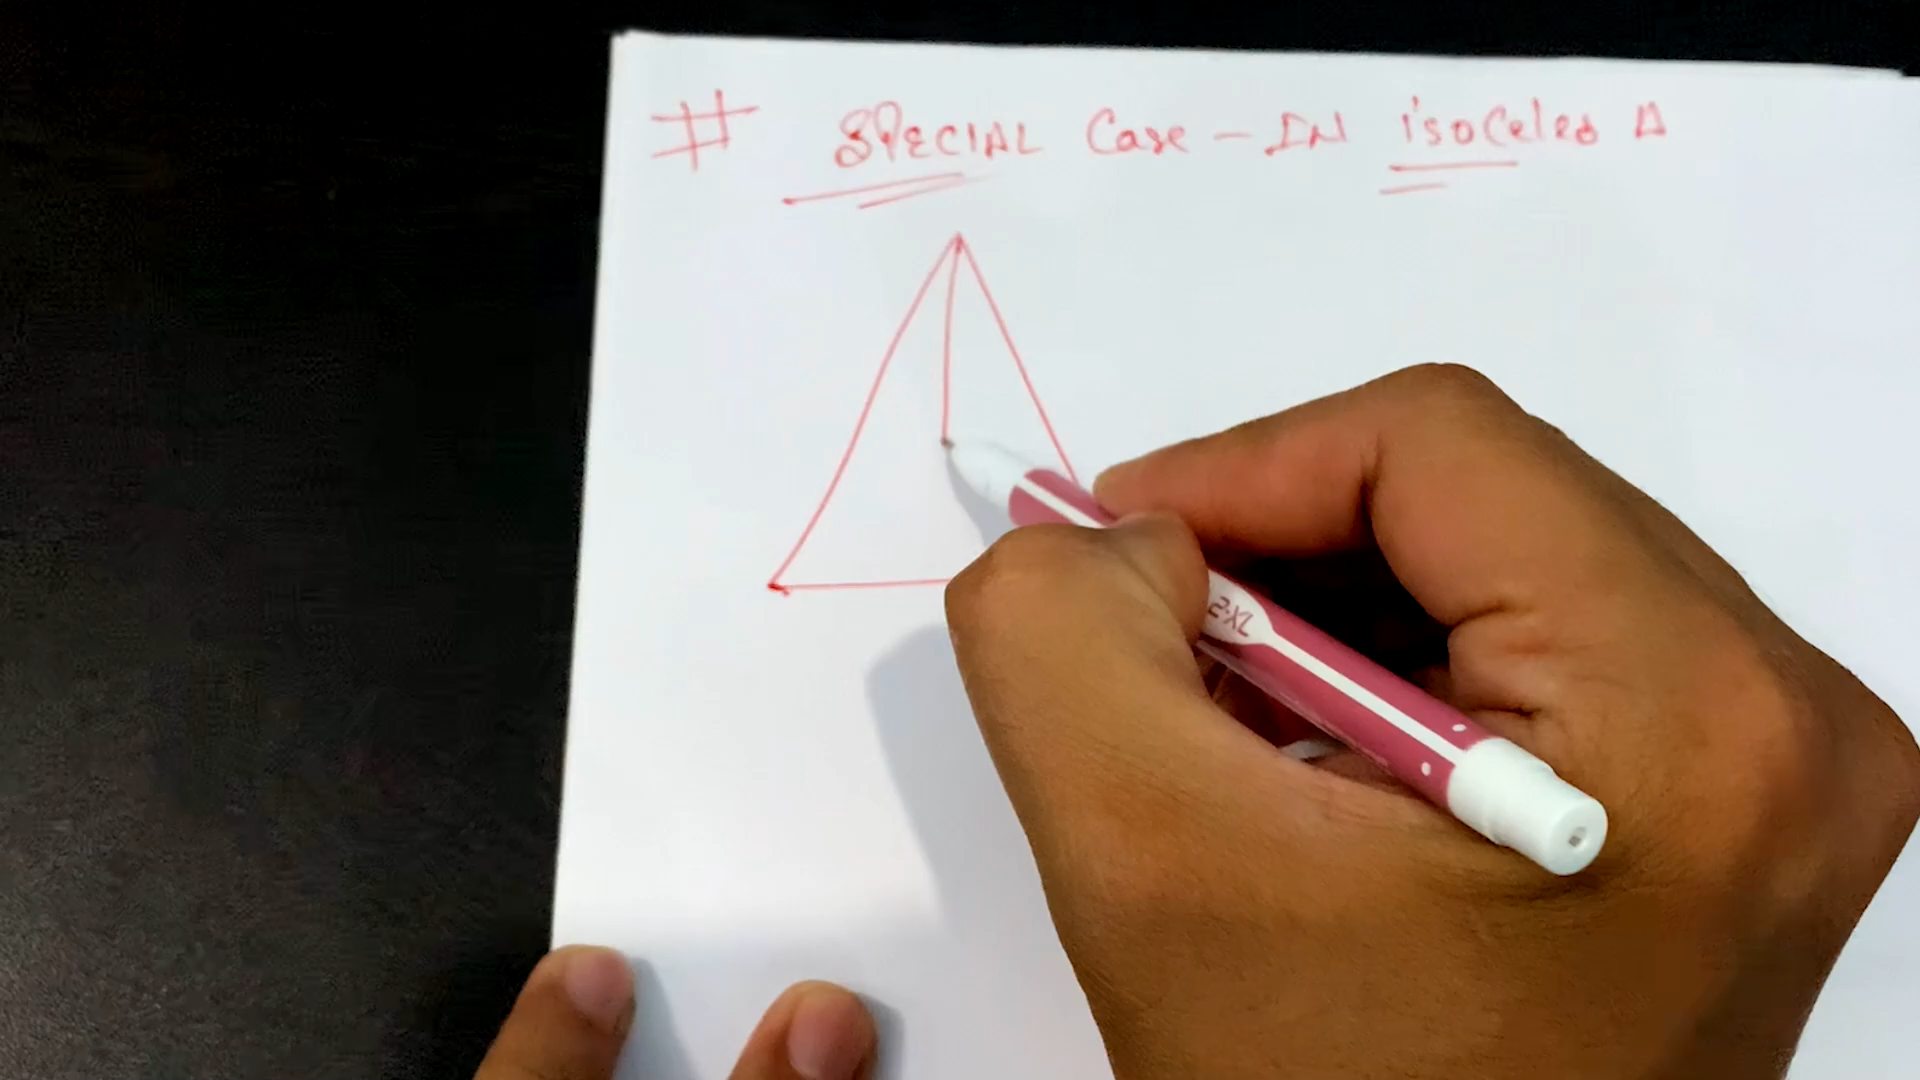 # SPECIAL Case - IN isoceles Δ